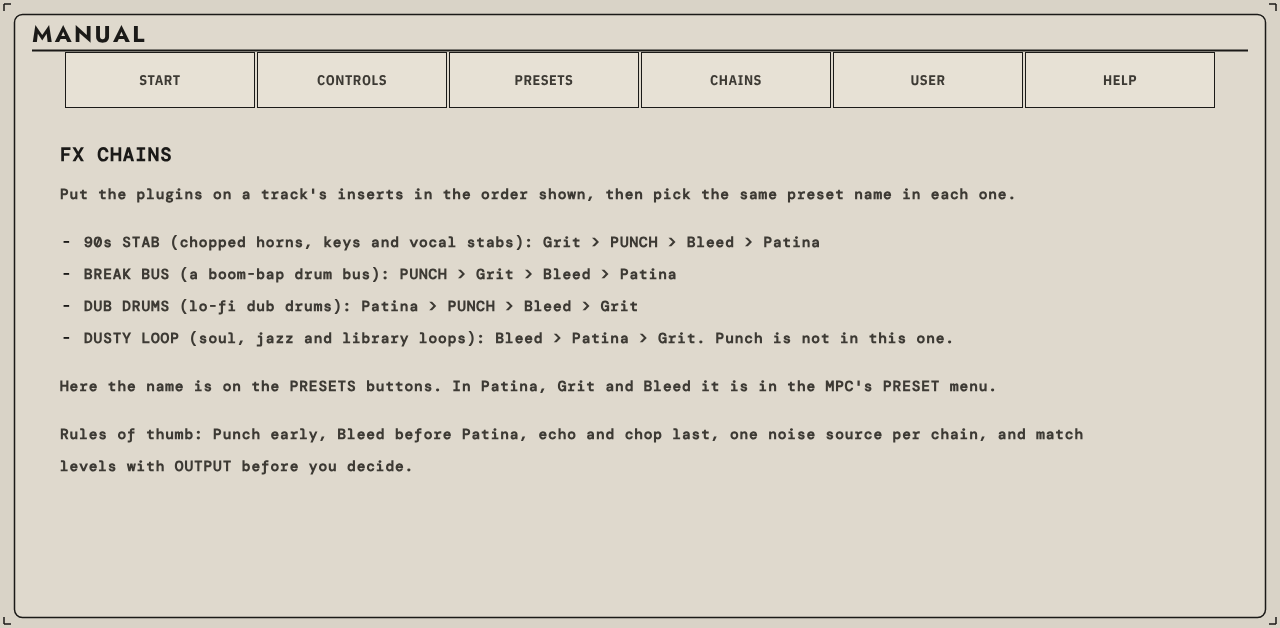 MANUAL
START
CONTROLS
PRESETS
CHAINS
USER
HELP
FX CHAINS
Put the plugins on a track's inserts in the order shown, then pick the same preset name in each one.
- 90s STAB (chopped horns, keys and vocal stabs): Grit > PUNCH > Bleed > Patina
- BREAK BUS (a boom-bap drum bus): PUNCH > Grit > Bleed > Patina
- DUB DRUMS (lo-fi dub drums): Patina > PUNCH > Bleed > Grit
- DUSTY LOOP (soul, jazz and library loops): Bleed > Patina > Grit. Punch is not in this one.
Here the name is on the PRESETS buttons. In Patina, Grit and Bleed it is in the MPC's PRESET menu.
Rules of thumb: Punch early, Bleed before Patina, echo and chop last, one noise source per chain, and match
levels with OUTPUT before you decide.